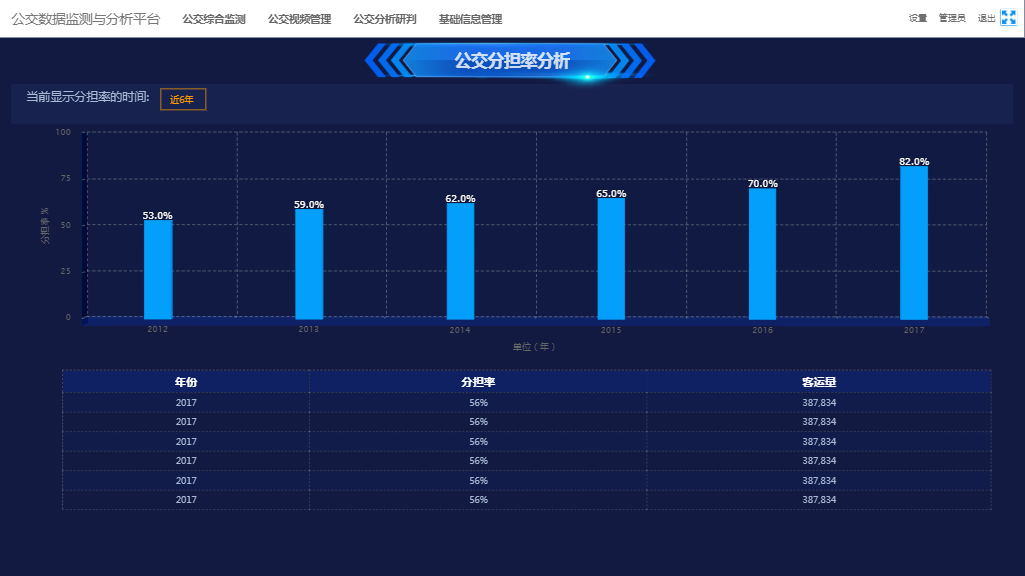 公交数据监测与分析平台 公交综合监测 公交视频管理 公交分析研判 基础信息管理 设置 管理员 退出
公交分担率分析
当前显示分担率的时间: 近6年
100
75
50
25
0
分担率 %
53.0% 59.0% 62.0% 65.0% 70.0% 82.0%
2012 2013 2014 2015 2016 2017
单位（年）
年份 分担率 客运量
2017 56% 387,834
2017 56% 387,834
2017 56% 387,834
2017 56% 387,834
2017 56% 387,834
2017 56% 387,834